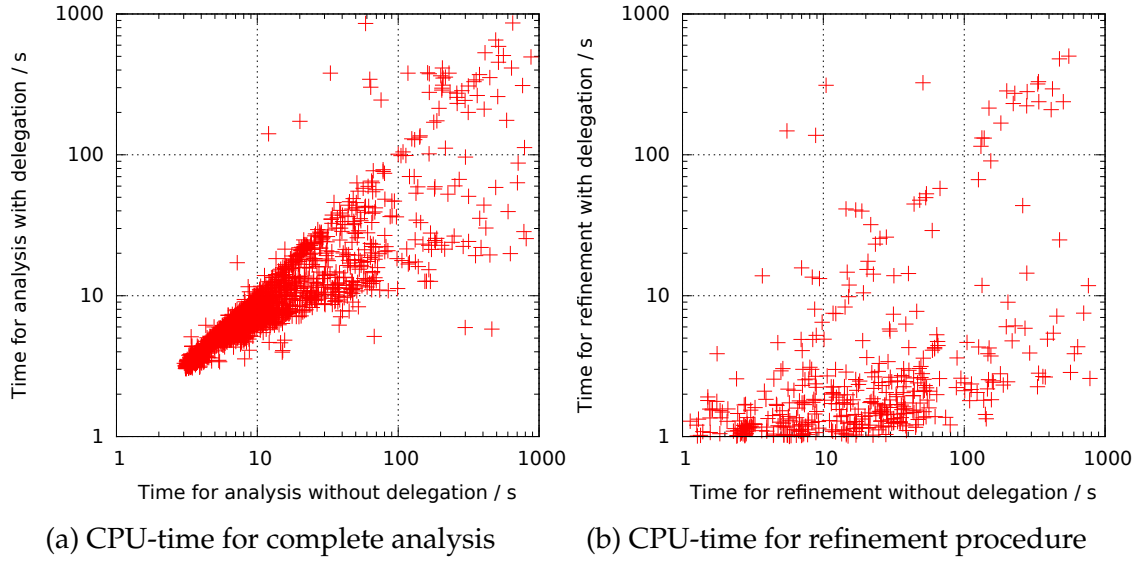 Time for analysis with delegation / s
1000
100
10
1
1
10
100
1000
Time for analysis without delegation / s
(a) CPU-time for complete analysis
Time for refinement with delegation / s
1000
100
10
1
1
10
100
1000
Time for refinement without delegation / s
(b) CPU-time for refinement procedure